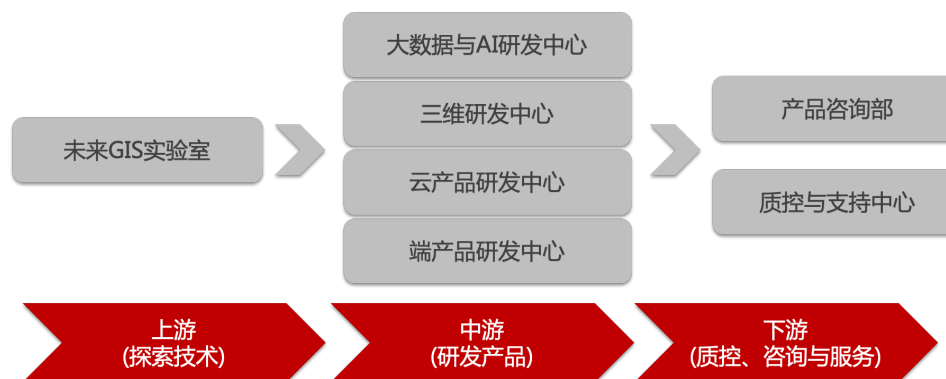 未来GIS实验室
大数据与AI研发中心
三维研发中心
云产品研发中心
端产品研发中心
产品咨询部
质控与支持中心
上游
(探索技术)
中游
(研发产品)
下游
(质控、咨询与服务)